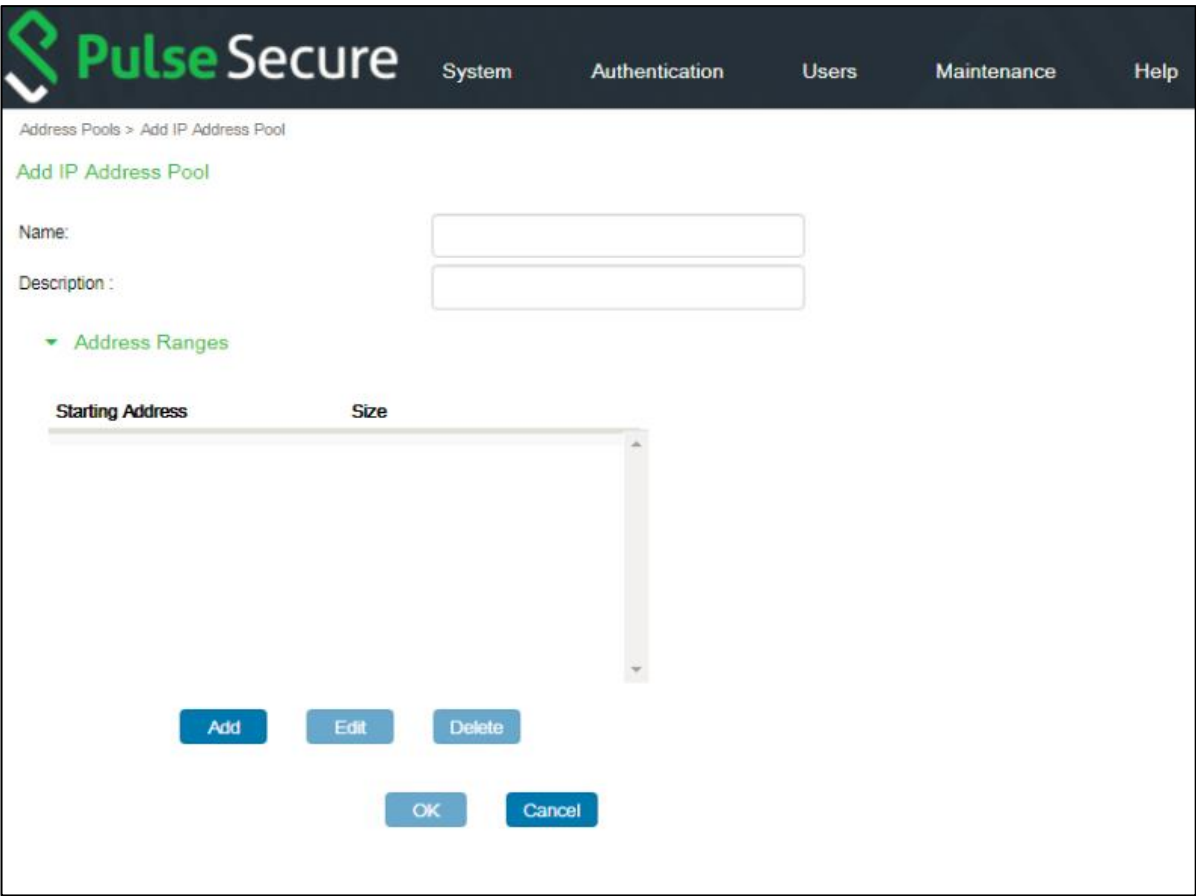 Pulse Secure System Authentication Users Maintenance Help
Address Pools > Add IP Address Pool
Add IP Address Pool
Name:
Description :
Address Ranges
Starting Address Size
Add Edit Delete
OK Cancel